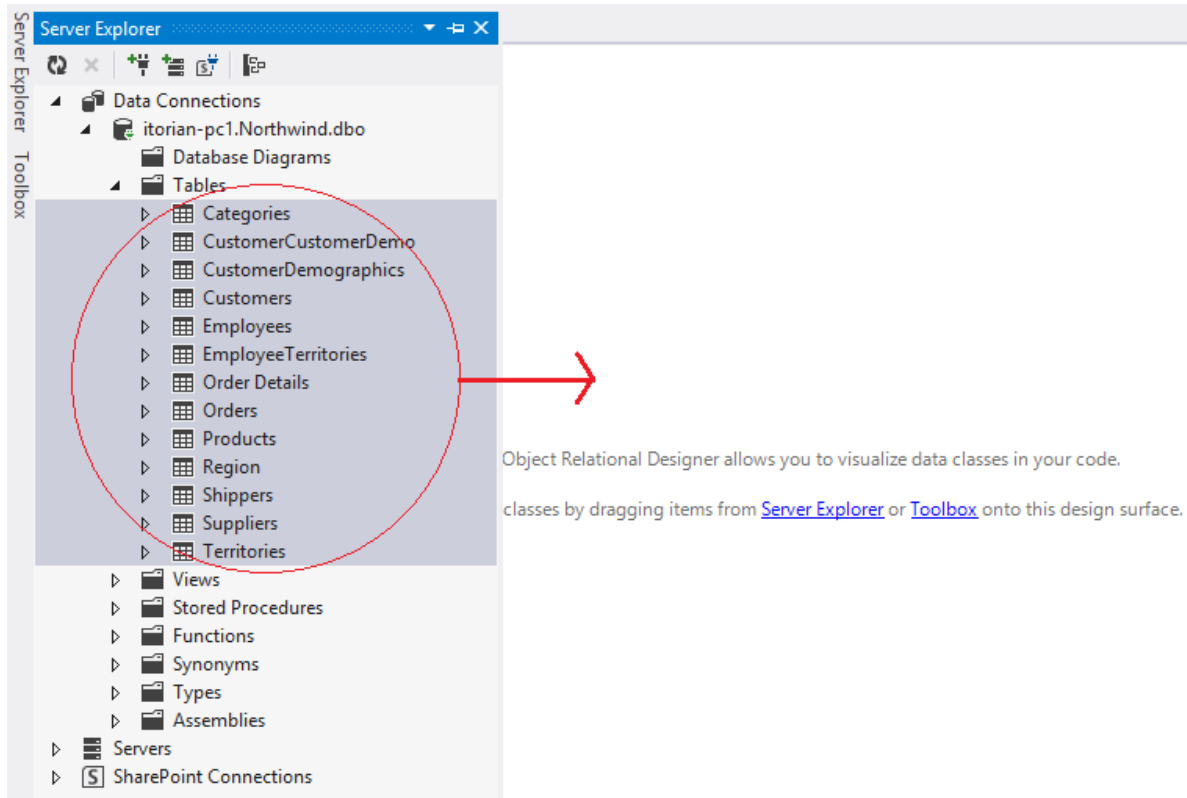 Server Explorer
Toolbox
Server Explorer
Data Connections
itorian-pc1.Northwind.dbo
Database Diagrams
Tables
Categories
CustomerCustomerDemo
CustomerDemographics
Customers
Employees
EmployeeTerritories
Order Details
Orders
Products
Region
Shippers
Suppliers
Territories
Views
Stored Procedures
Functions
Synonyms
Types
Assemblies
Servers
SharePoint Connections
Object Relational Designer allows you to visualize data classes in your code.
classes by dragging items from Server Explorer or Toolbox onto this design surface.